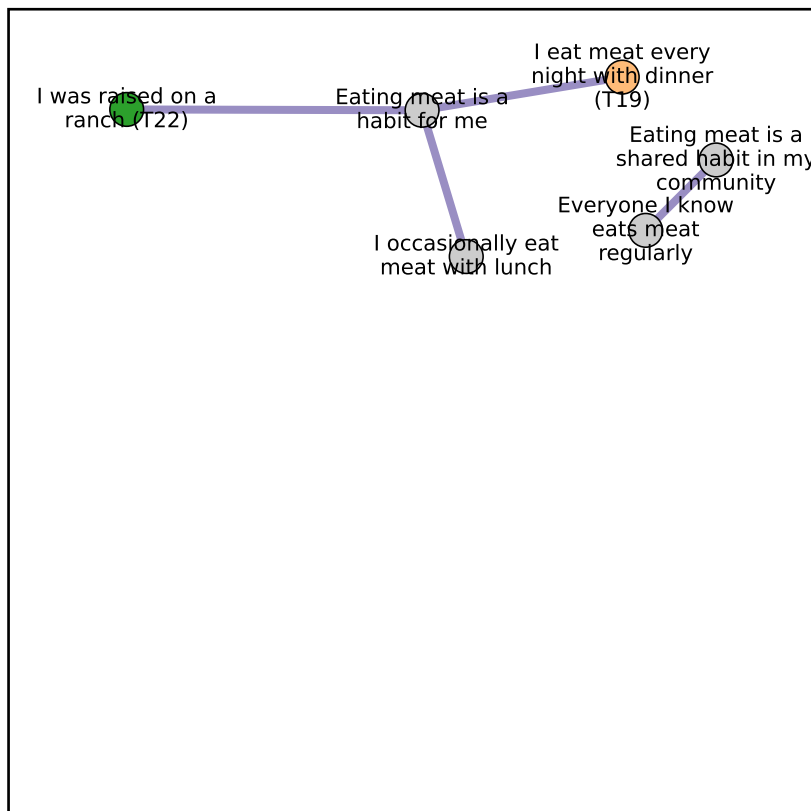 I was raised on a
ranch (T22)
Eating meat is a
habit for me
I eat meat every
night with dinner
(T19)
Eating meat is a
shared habit in my
community
Everyone I know
eats meat
regularly
I occasionally eat
meat with lunch